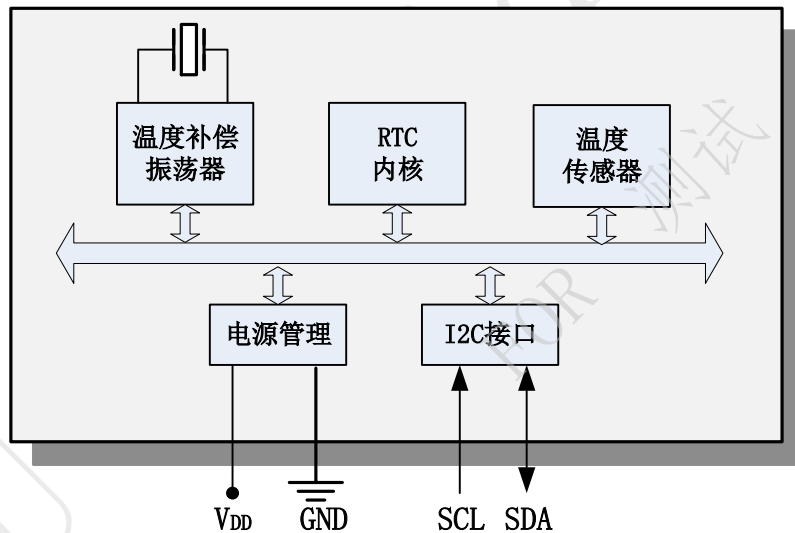 温度补偿
振荡器
RTC
内核
温度
传感器
电源管理
I2C接口
VDD
GND
SCL
SDA
FOR 测试